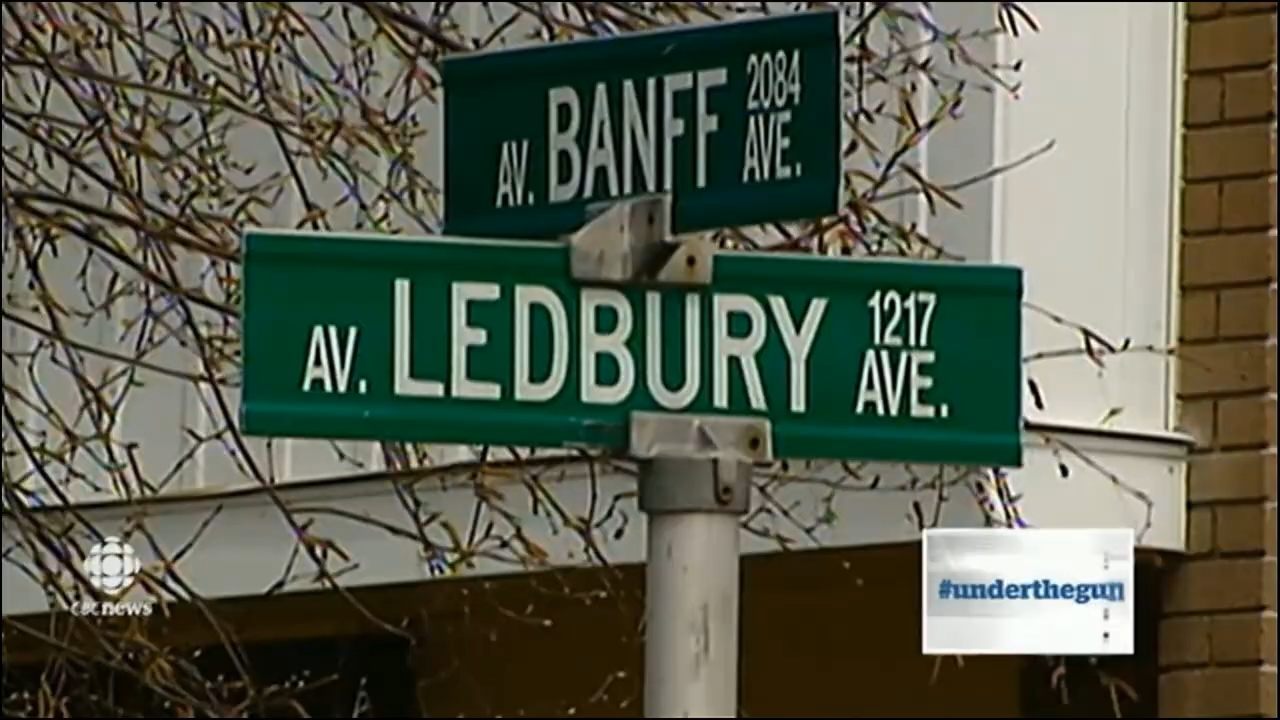 AV. BANFF 2084 AVE.
AV. LEDBURY 1217 AVE.
CBC news
#underthegun